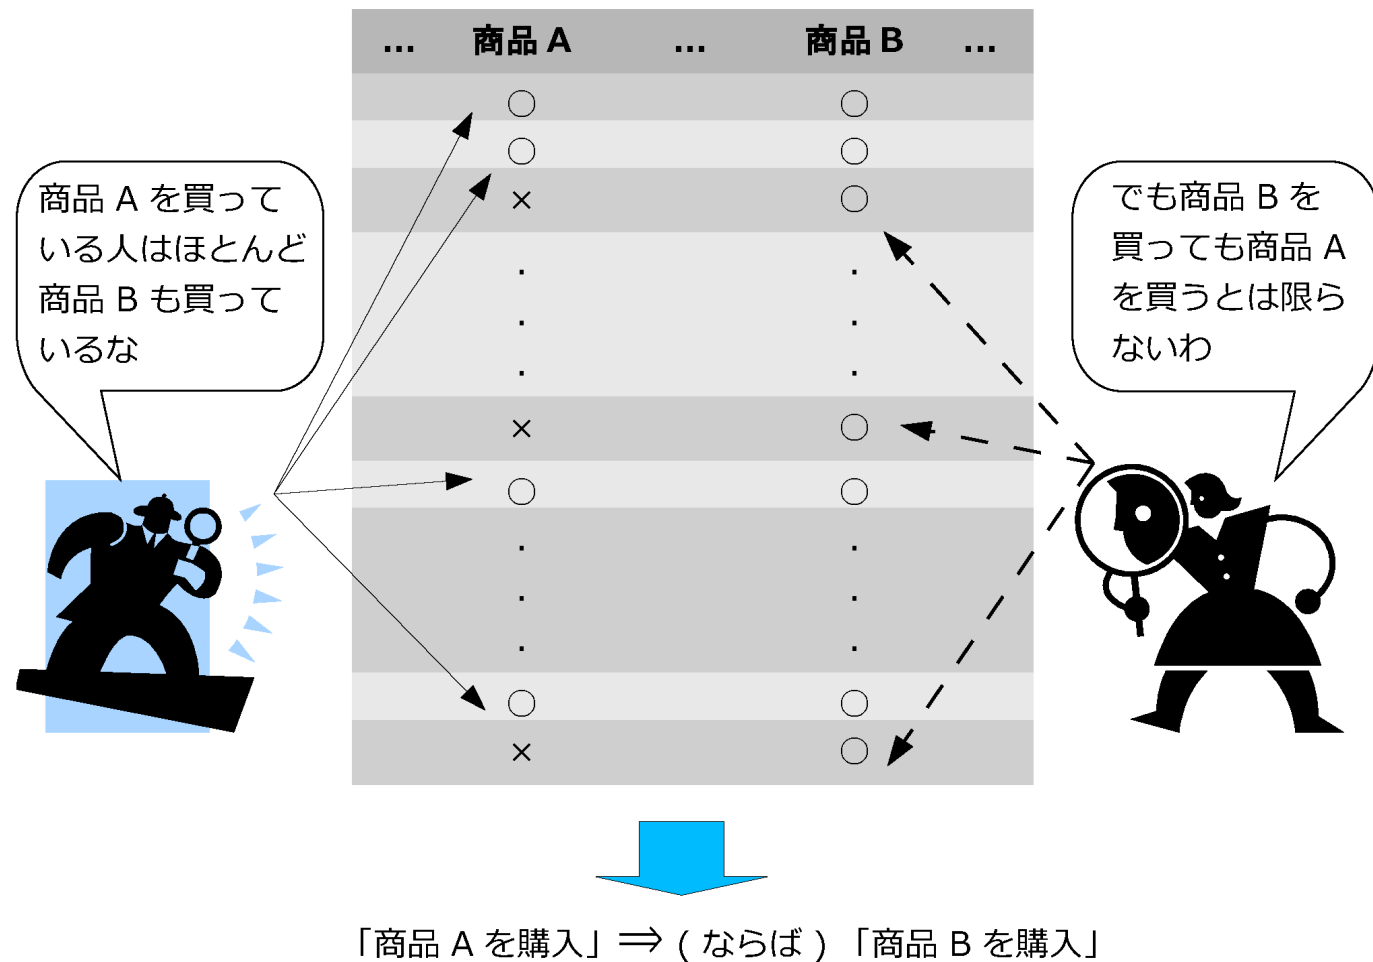 ... 商品 A ... 商品 B ...
○ ○
○ ○
× ○
. .
. .
. .
× ○
○ ○
. .
. .
. .
○ ○
× ○
商品 A を買って
いる人はほとんど
商品 B も買って
いるな
でも商品 B を
買っても商品 A
を買うとは限ら
ないわ
「商品 A を購入」⇒ ( ならば ) 「商品 B を購入」